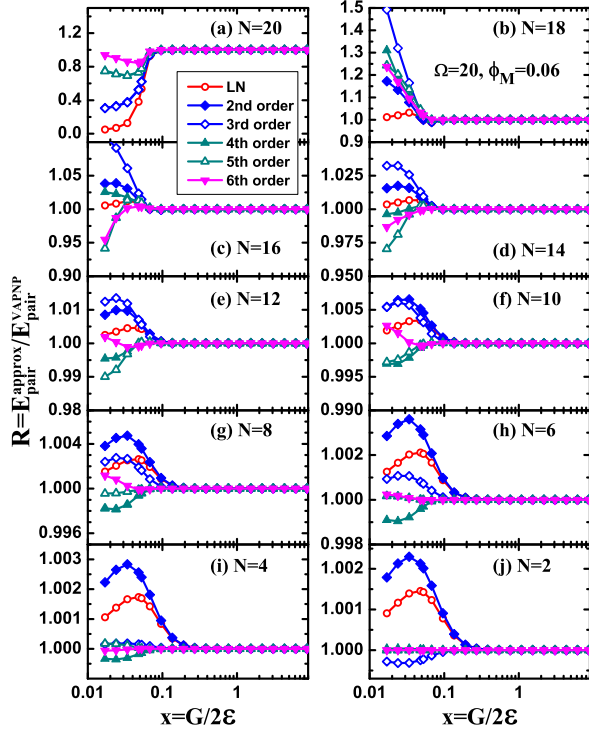 (a) N=20
(b) N=18
Ω=20, ϕM=0.06
LN
2nd order
3rd order
4th order
5th order
6th order
1.0
0.8
0.4
0.0
1.5
1.4
1.3
1.2
1.1
1.0
0.9
(c) N=16
(d) N=14
1.05
1.00
0.95
0.90
1.025
1.000
0.975
0.950
(e) N=12
(f) N=10
1.01
1.00
0.99
0.98
1.005
1.000
0.995
0.990
(g) N=8
(h) N=6
1.004
1.000
0.996
1.002
1.000
0.998
(i) N=4
(j) N=2
1.003
1.002
1.001
1.000
1.002
1.001
1.000
0.01 0.1 1
0.01 0.1 1
x=G/2ε
x=G/2ε
R=E approx pair /E VAPNP pair